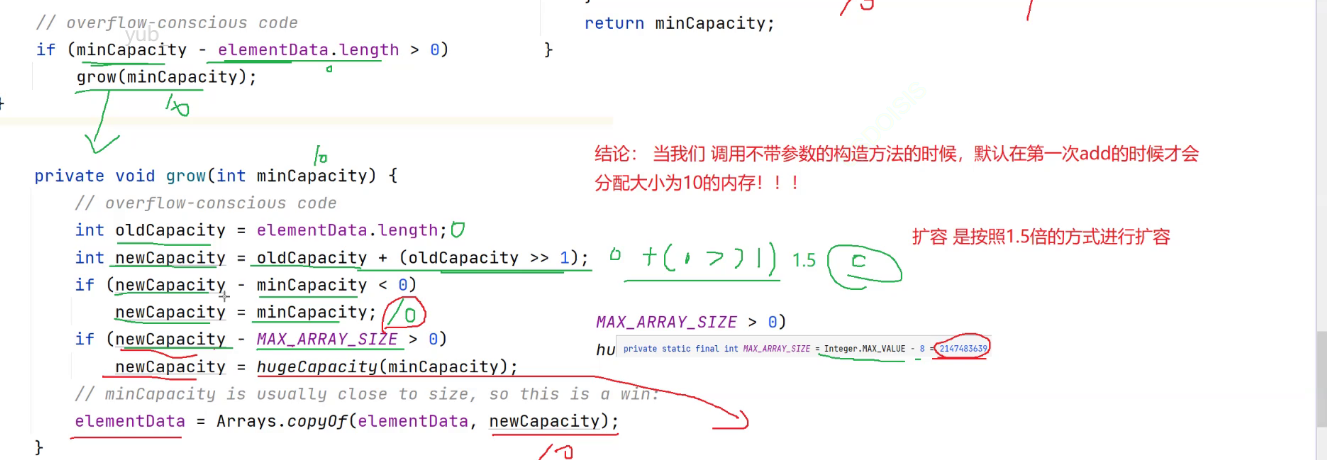 // overflow-conscious code
yub
if (minCapacity - elementData.length > 0)
0
grow(minCapacity);
10
}
return minCapacity;
}
10
private void grow(int minCapacity) {
// overflow-conscious code
int oldCapacity = elementData.length; 0
int newCapacity = oldCapacity + (oldCapacity >> 1); 0 +(0 >>1) 1.5
if (newCapacity - minCapacity < 0)
newCapacity = minCapacity; 10
if (newCapacity - MAX_ARRAY_SIZE > 0)
newCapacity = hugeCapacity(minCapacity);
// minCapacity is usually close to size, so this is a win:
elementData = Arrays.copyOf(elementData, newCapacity);
10
}
结论： 当我们 调用不带参数的构造方法的时候，默认在第一次add的时候才会
分配大小为10的内存！！！
扩容 是按照1.5倍的方式进行扩容
MAX_ARRAY_SIZE > 0)
hu
private static final int MAX_ARRAY_SIZE = Integer.MAX_VALUE - 8 = 2147483639